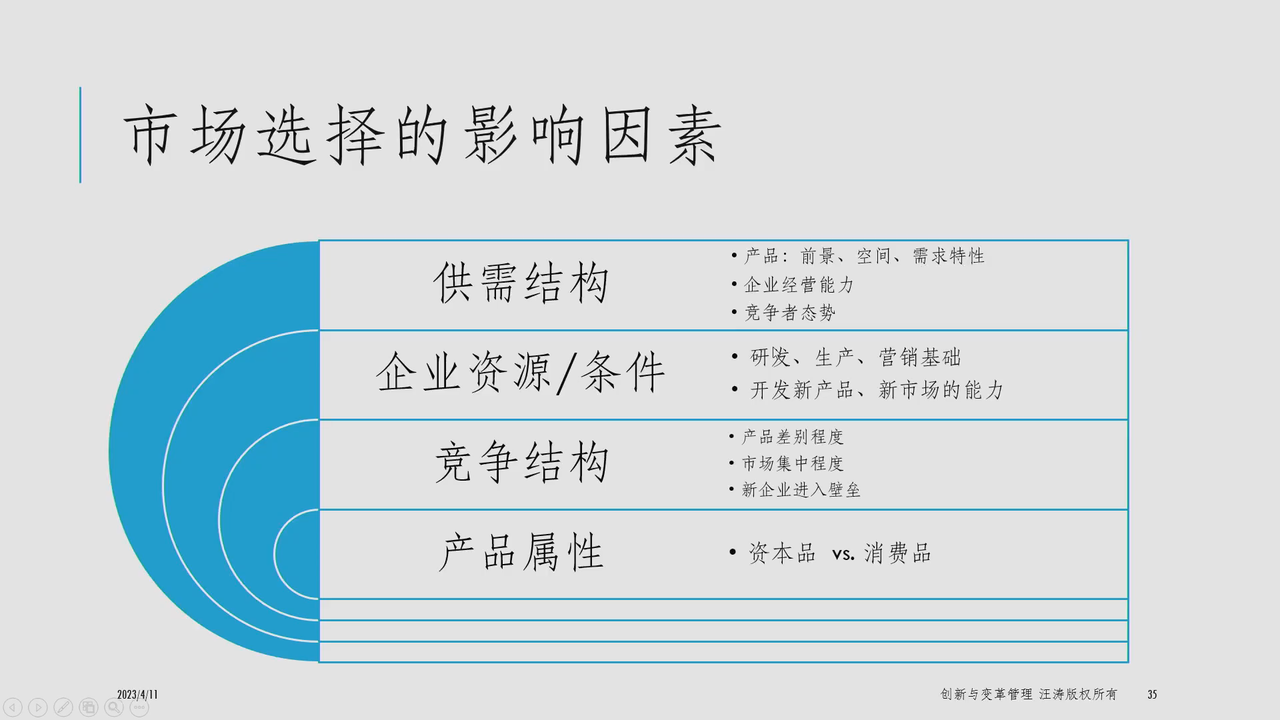 市场选择的影响因素
供需结构
• 产品：前景、空间、需求特性
• 企业经营能力
• 竞争者态势
企业资源/条件
• 研发、生产、营销基础
• 开发新产品、新市场的能力
竞争结构
• 产品差别程度
• 市场集中程度
• 新企业进入壁垒
产品属性
• 资本品 vs. 消费品
2023/4/11
创新与变革管理 汪涛版权所有
35